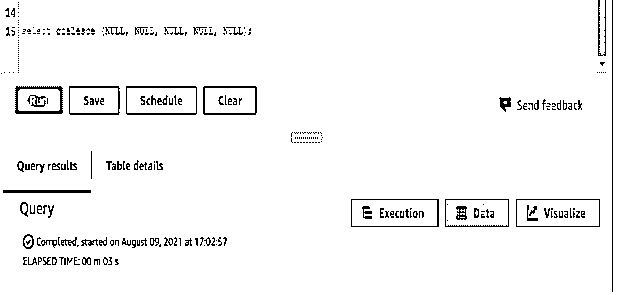 14
15 select coalesce (NULL, NULL, NULL, NULL, NULL);
Run Save Schedule Clear
Send feedback
Query results Table details
Query
Execution Data Visualize
Completed, started on August 09, 2021 at 17:02:57
ELAPSED TIME: 00 m 03 s